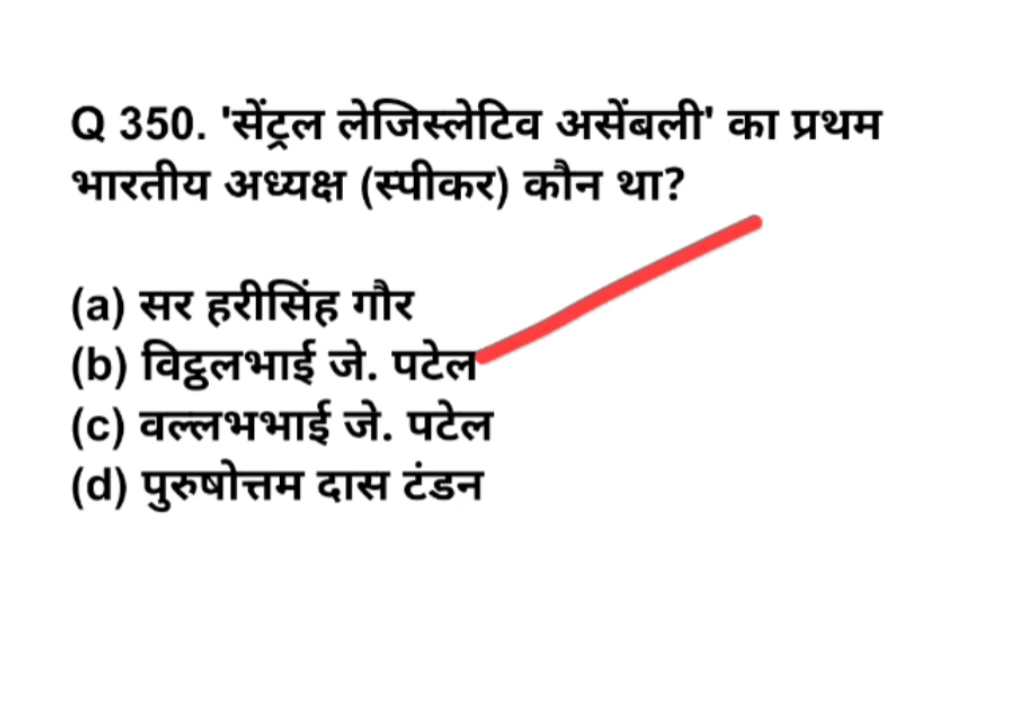 Q 350. 'सेंट्रल लेजिस्लेटिव असेंबली' का प्रथम
भारतीय अध्यक्ष (स्पीकर) कौन था?
(a) सर हरीसिंह गौर
(b) विट्ठलभाई जे. पटेल
(c) वल्लभभाई जे. पटेल
(d) पुरुषोत्तम दास टंडन